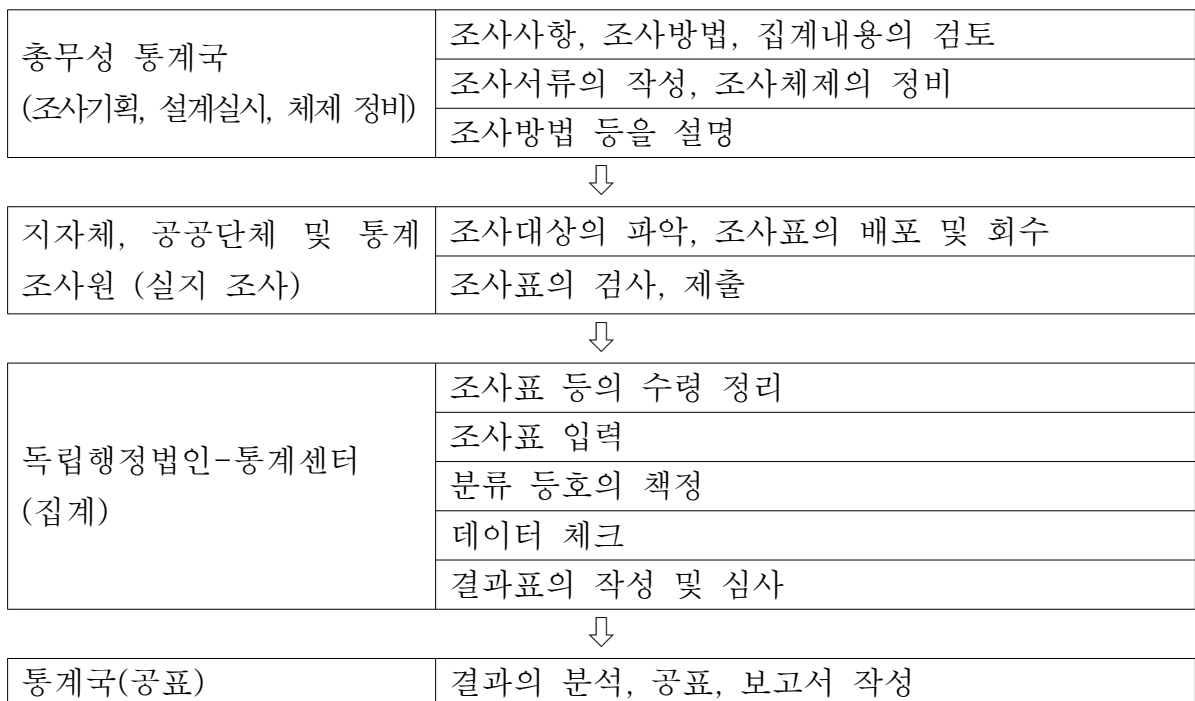 총무성 통계국
(조사기획, 설계실시, 체제 정비)
조사사항, 조사방법, 집계내용의 검토
조사서류의 작성, 조사체제의 정비
조사방법 등을 설명
⇩
지자체, 공공단체 및 통계
조사원 (실지 조사)
조사대상의 파악, 조사표의 배포 및 회수
조사표의 검사, 제출
⇩
독립행정법인-통계센터
(집계)
조사표 등의 수령 정리
조사표 입력
분류 등호의 책정
데이터 체크
결과표의 작성 및 심사
⇩
통계국(공표)
결과의 분석, 공표, 보고서 작성